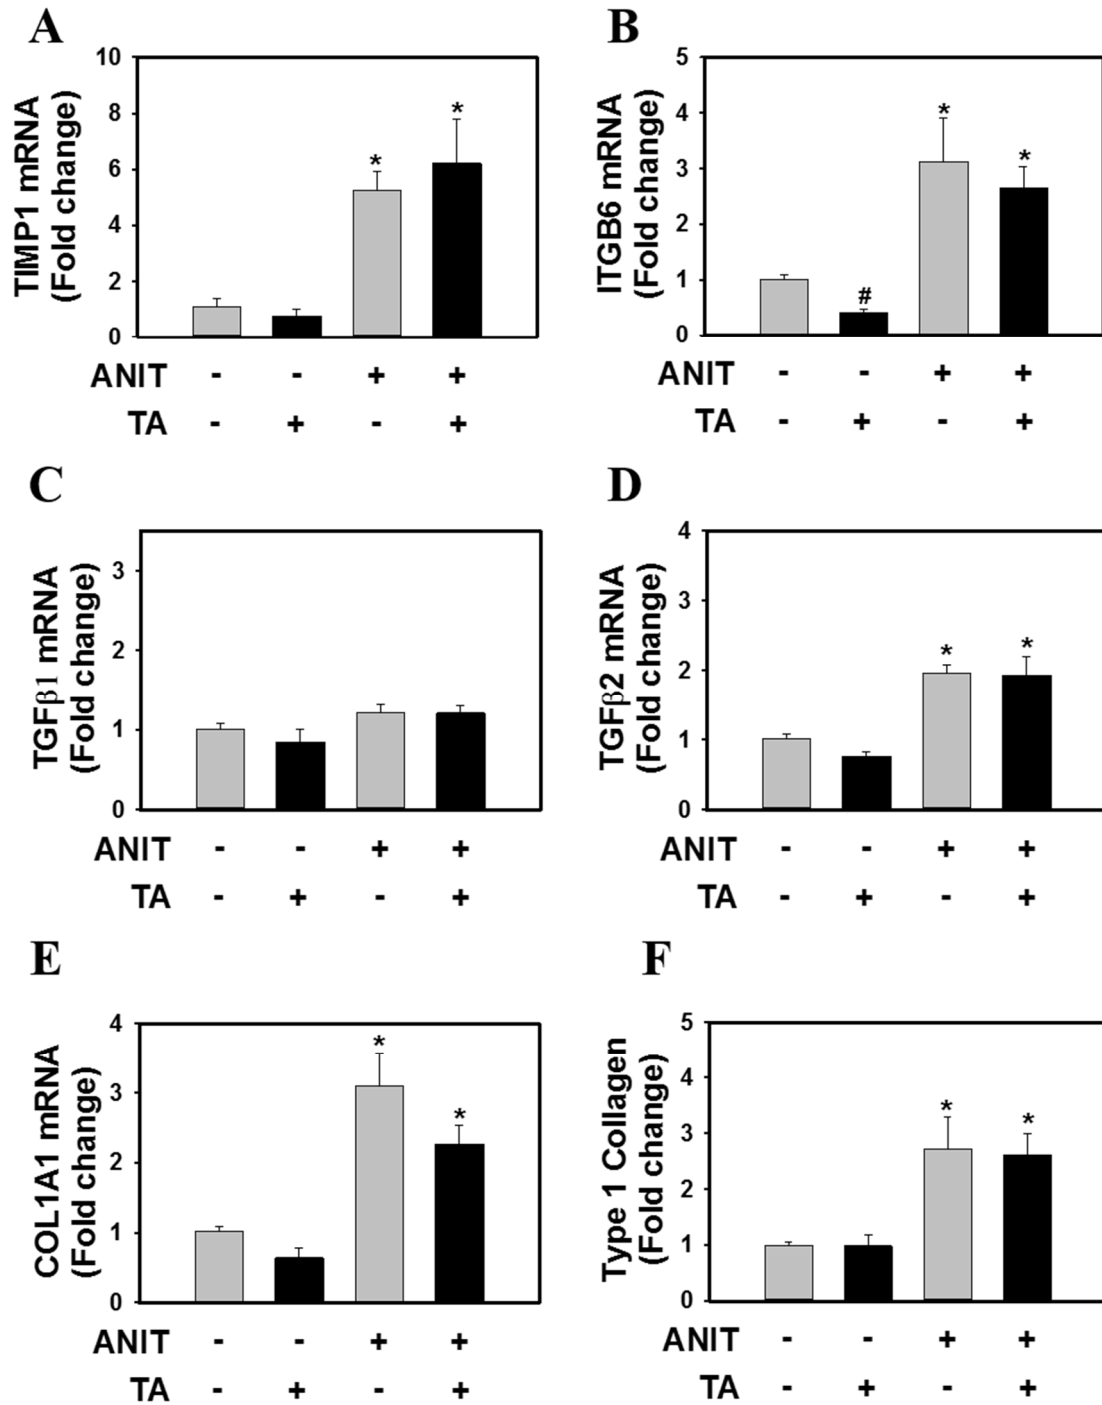 A
TIMP1 mRNA
(Fold change)
10
8
6
4
2
0
*
*
ANIT - - + +
TA - + - +
B
ITGB6 mRNA
(Fold change)
5
4
3
2
1
0
#
*
*
ANIT - - + +
TA - + - +
C
TGFβ1 mRNA
(Fold change)
3
2
1
0
ANIT - - + +
TA - + - +
D
TGFβ2 mRNA
(Fold change)
4
3
2
1
0
*
*
ANIT - - + +
TA - + - +
E
COL1A1 mRNA
(Fold change)
4
3
2
1
0
*
*
ANIT - - + +
TA - + - +
F
Type 1 Collagen
(Fold change)
5
4
3
2
1
0
*
*
ANIT - - + +
TA - + - +